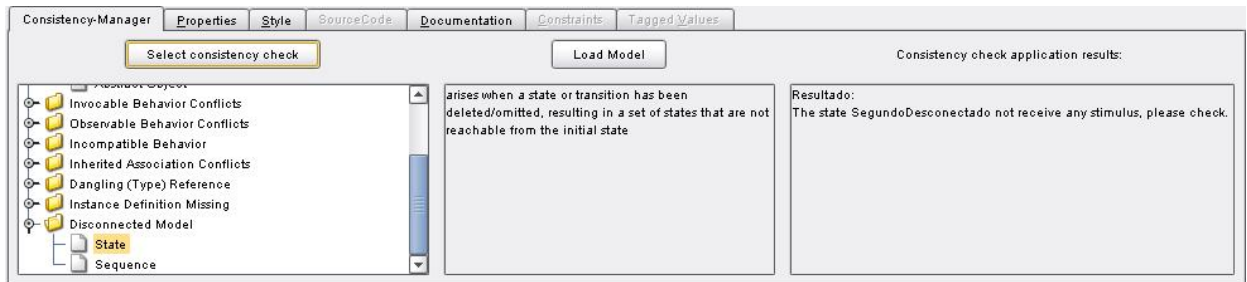 Consistency-Manager Properties Style SourceCode Documentation Constraints Tagged Values
Select consistency check
Load Model
Consistency check application results:
Abstract Object
Invocable Behavior Conflicts
Observable Behavior Conflicts
Incompatible Behavior
Inherited Association Conflicts
Dangling (Type) Reference
Instance Definition Missing
Disconnected Model
State
Sequence
arises when a state or transition has been
deleted/omitted, resulting in a set of states that are not
reachable from the initial state
Resultado:
The state SegundoDesconectado not receive any stimulus, please check.